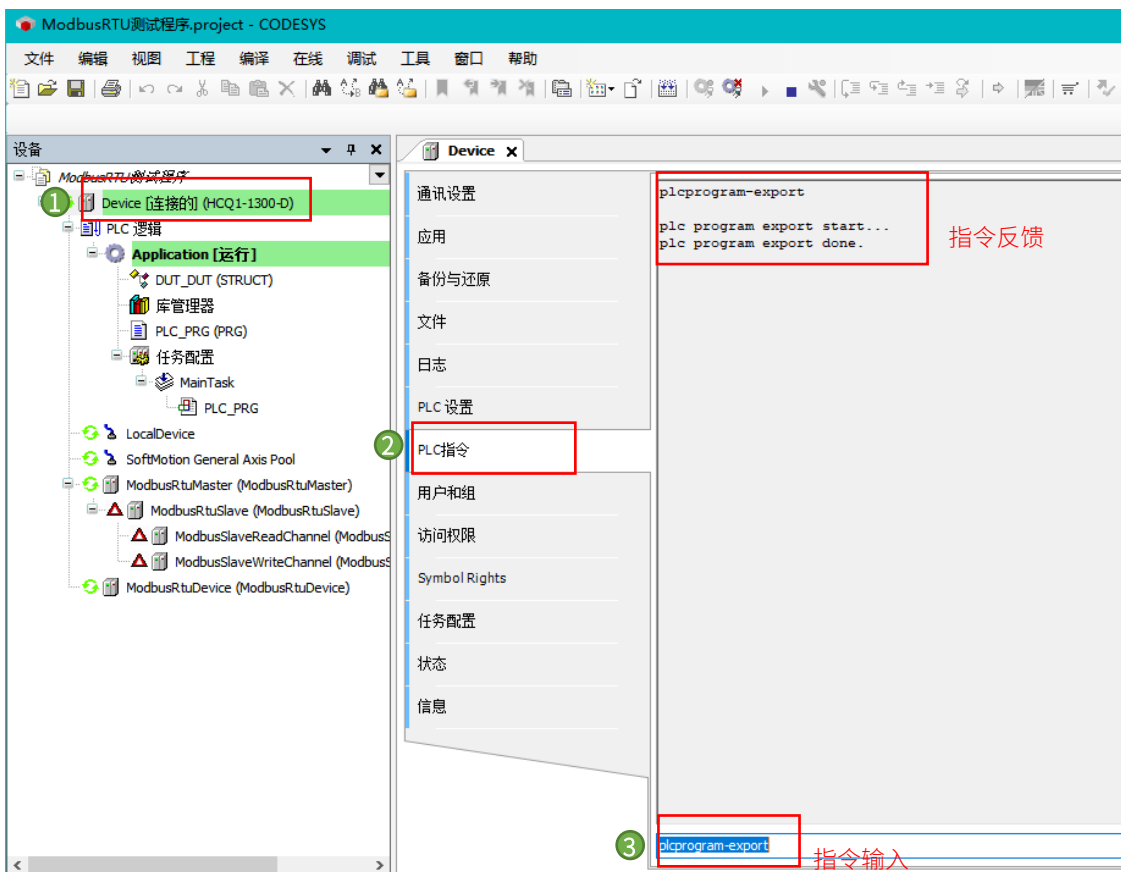 ModbusRTU测试程序.project - CODESYS
文件 编辑 视图 工程 编译 在线 调试 工具 窗口 帮助
设备
ModbusRTU测试程序
1
Device [连接的] (HCQ1-1300-D)
PLC 逻辑
Application [运行]
DUT_DUT (STRUCT)
库管理器
PLC_PRG (PRG)
任务配置
MainTask
PLC_PRG
LocalDevice
SoftMotion General Axis Pool
ModbusRtuMaster (ModbusRtuMaster)
ModbusRtuSlave (ModbusRtuSlave)
ModbusSlaveReadChannel (ModbusS
ModbusSlaveWriteChannel (ModbusS
ModbusRtuDevice (ModbusRtuDevice)
Device
通讯设置
应用
备份与还原
文件
日志
PLC 设置
2
PLC指令
用户和组
访问权限
Symbol Rights
任务配置
状态
信息
plcprogram-export
plc program export start...
plc program export done.
指令反馈
3
plcprogram-export
指令输入